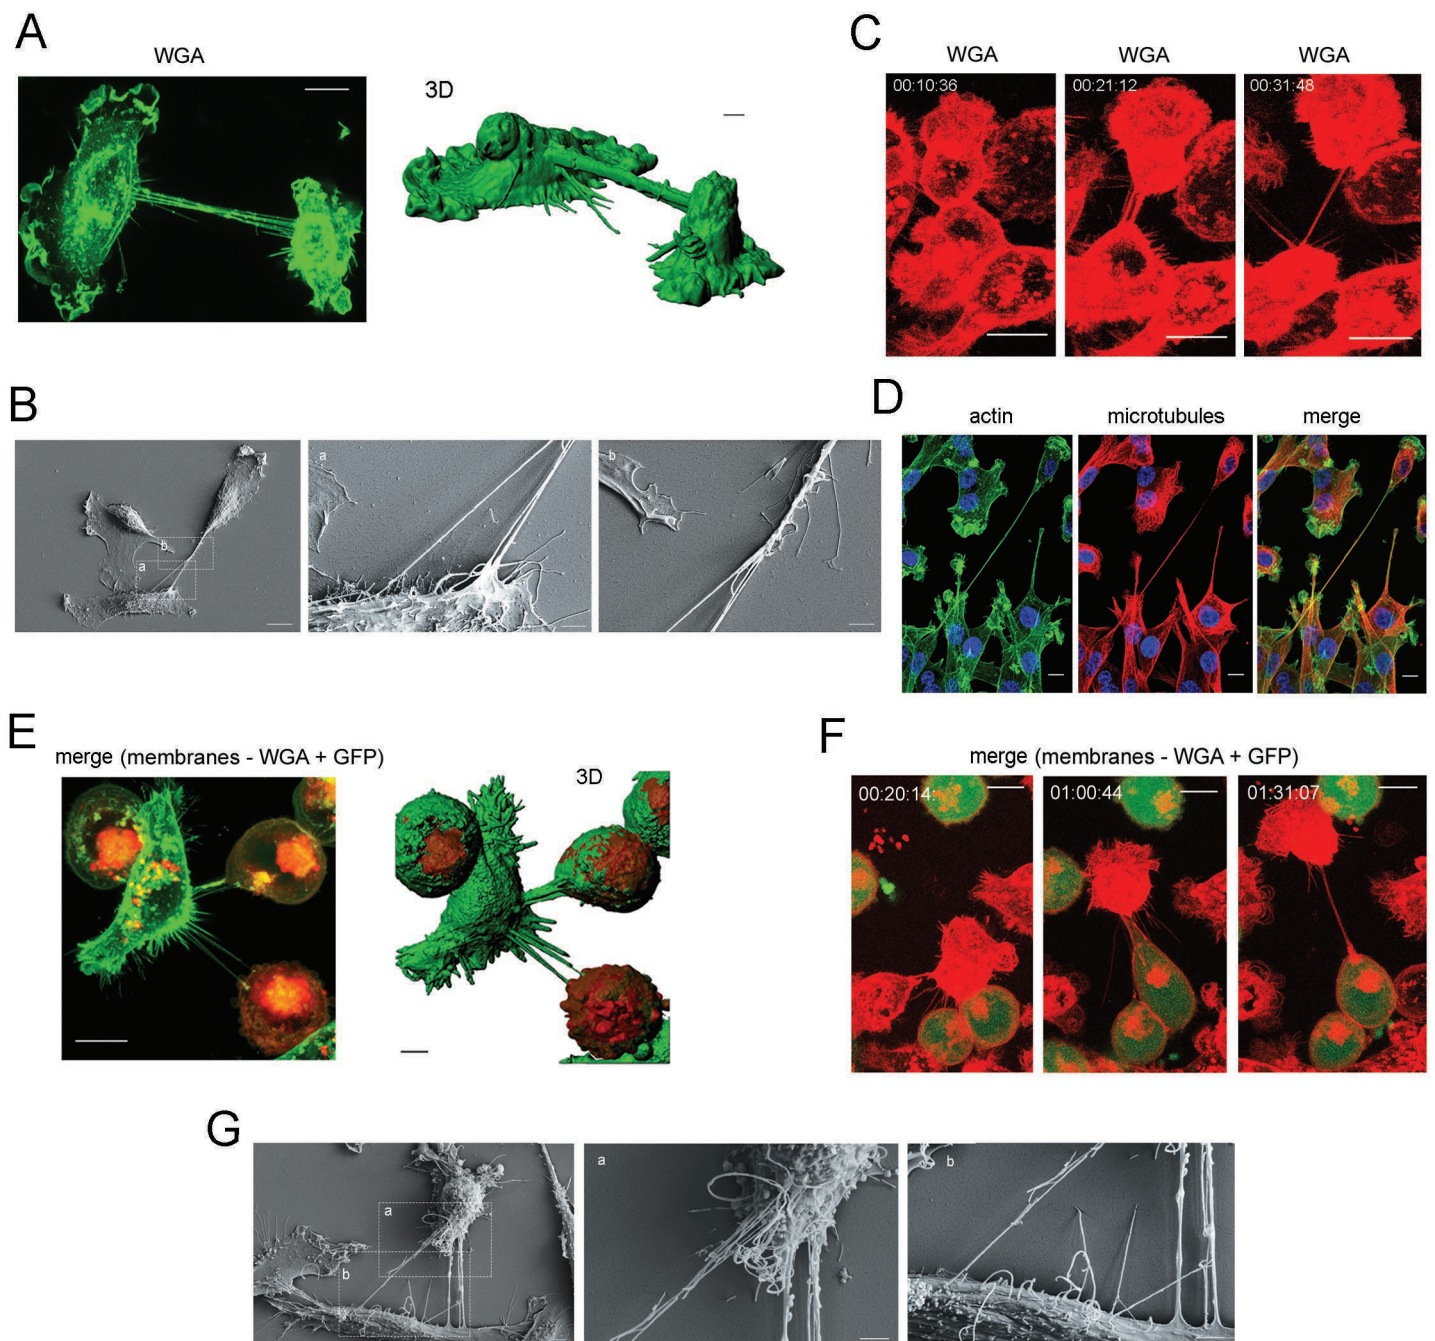 A
WGA
3D
C
WGA
WGA
WGA
00:10:36
00:21:12
00:31:48
B
b
a
a
b
D
actin
microtubules
merge
E
merge (membranes - WGA + GFP)
3D
F
merge (membranes - WGA + GFP)
00:20:14
01:00:44
01:31:07
G
a
b
a
b